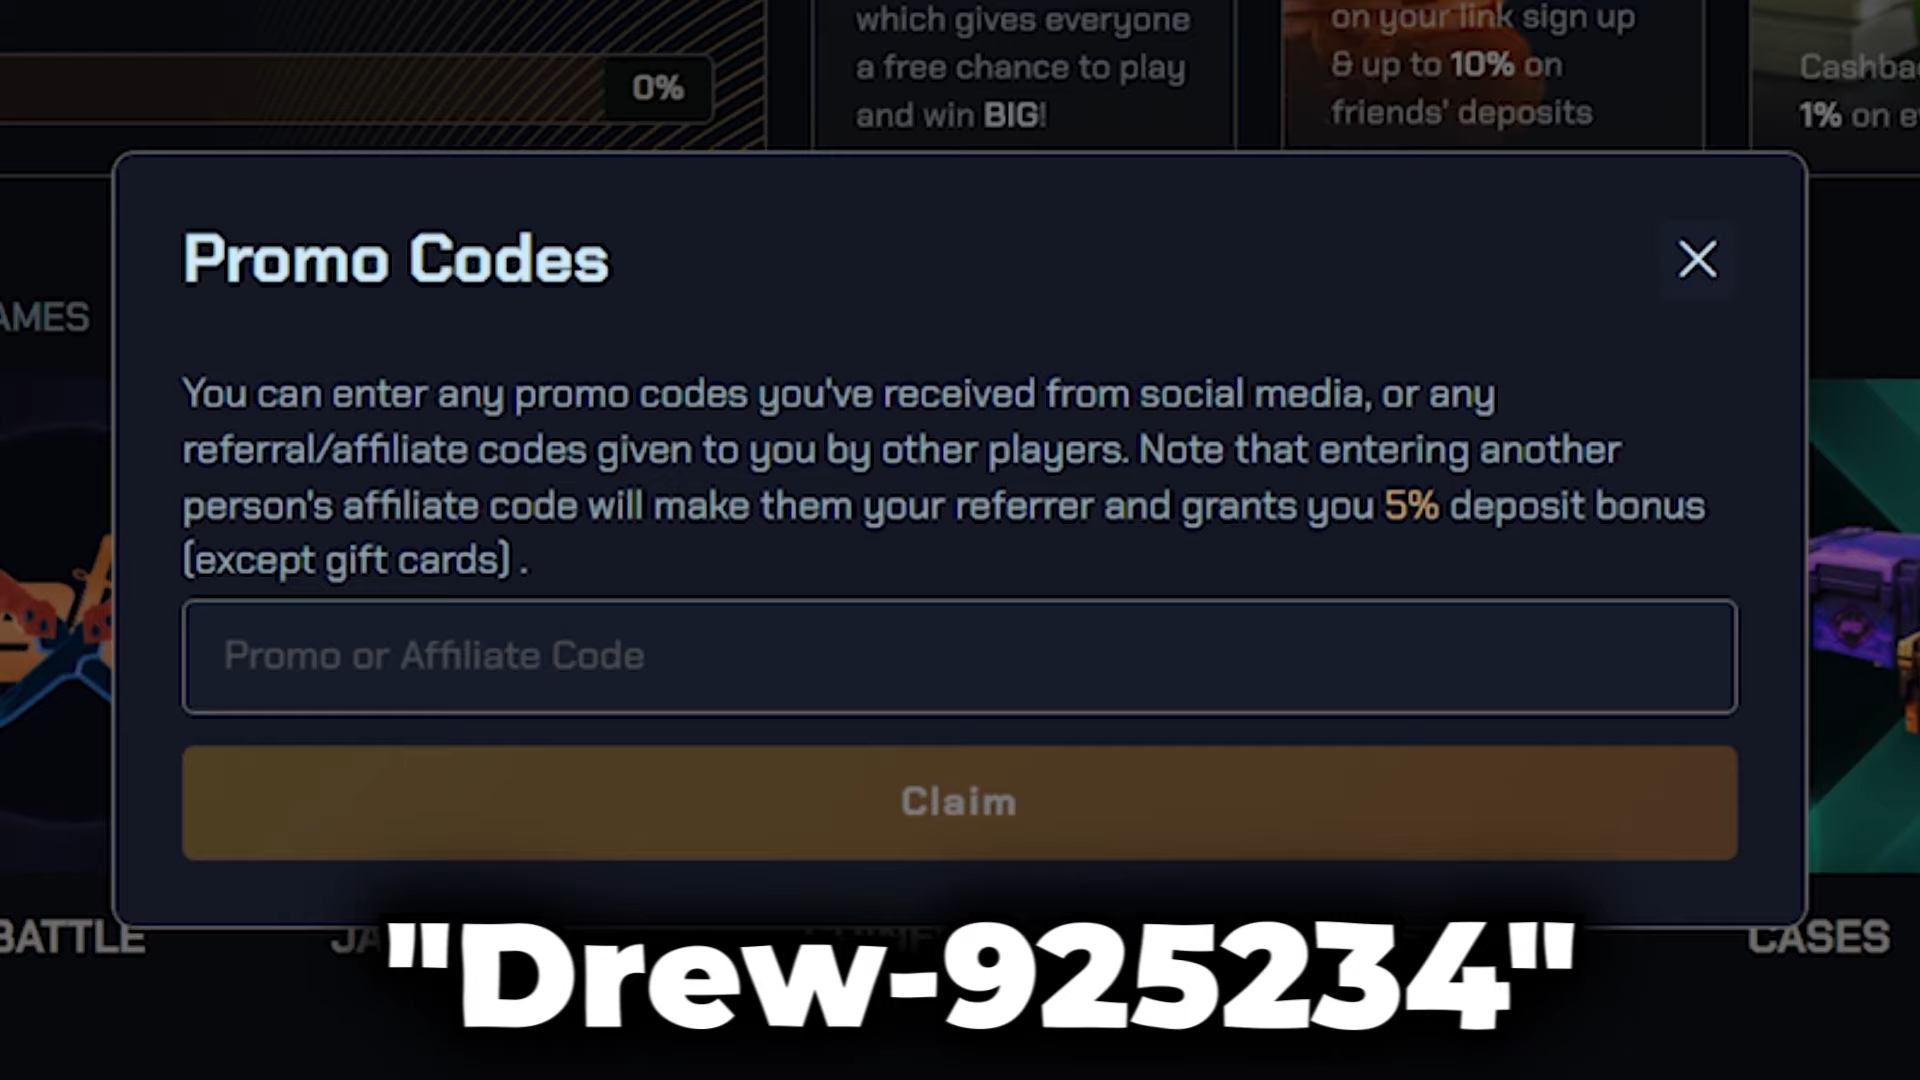 which gives everyone
a free chance to play
and win BIG!
on your link sign up
& up to 10% on
friends' deposits
1% on
0%
Promo Codes
You can enter any promo codes you've received from social media, or any
referral/affiliate codes given to you by other players. Note that entering another
person's affiliate code will make them your referrer and grants you 5% deposit bonus
(except gift cards) .
Promo or Affiliate Code
Claim
BATTLE
CASES
"Drew-925234"